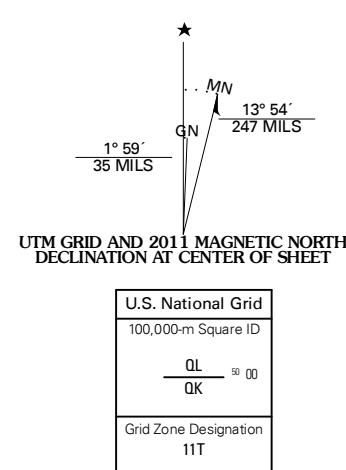 MN
GN
13° 54´
247 MILS
1° 59´
35 MILS
UTM GRID AND 2011 MAGNETIC NORTH
DECLINATION AT CENTER OF SHEET
U.S. National Grid
100,000-m Square ID
QL
50 00
QK
Grid Zone Designation
11T